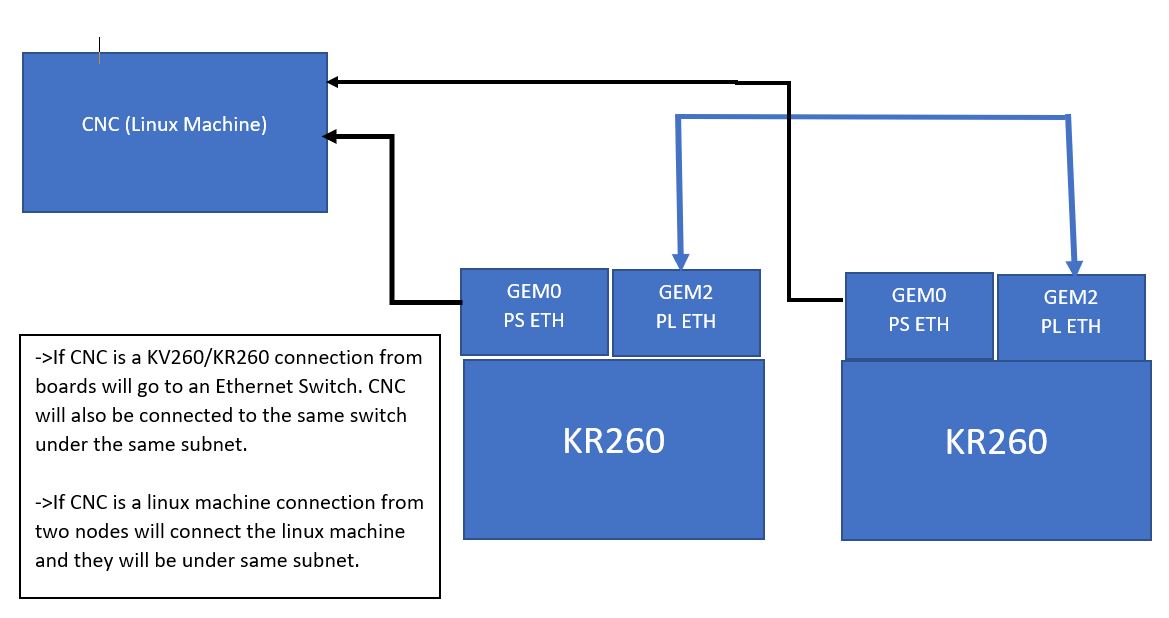 CNC (Linux Machine)
GEM0
PS ETH
GEM2
PL ETH
GEM0
PS ETH
GEM2
PL ETH
KR260
KR260
->If CNC is a KV260/KR260 connection from
boards will go to an Ethernet Switch. CNC
will also be connected to the same switch
under the same subnet.
->If CNC is a linux machine connection from
two nodes will connect the linux machine
and they will be under same subnet.